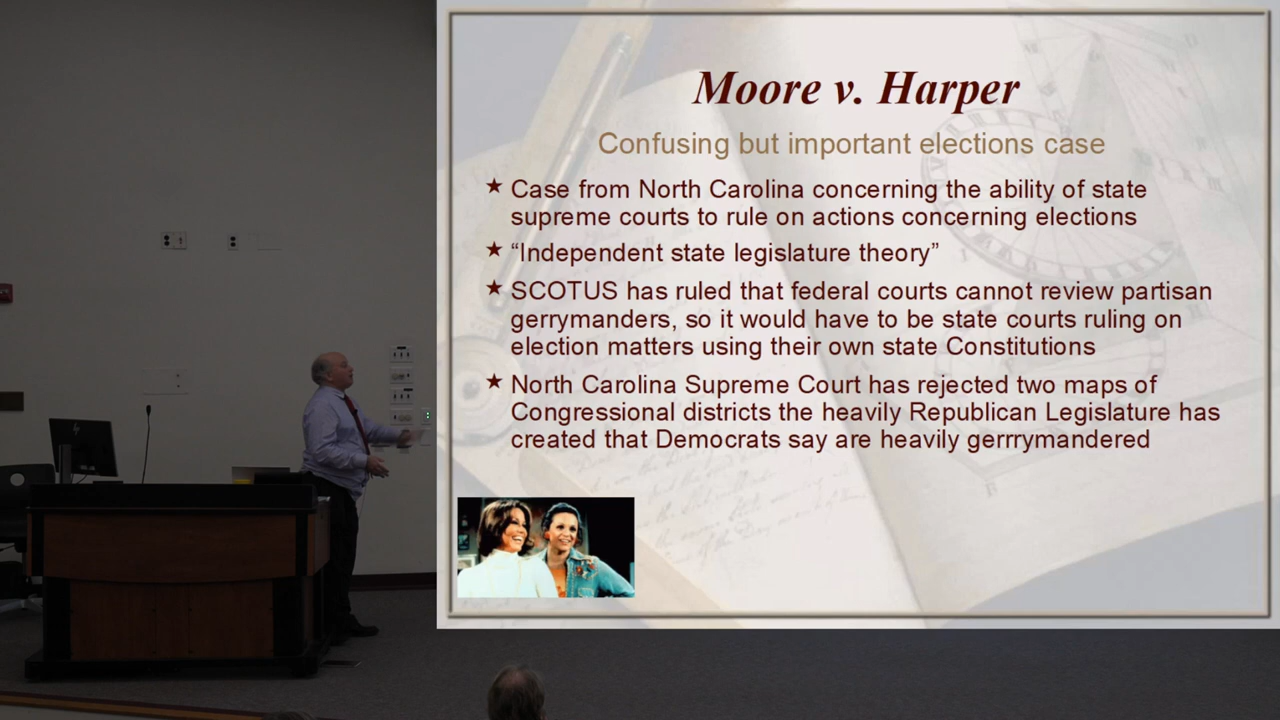 Moore v. Harper
Confusing but important elections case
★ Case from North Carolina concerning the ability of state
supreme courts to rule on actions concerning elections
★ “Independent state legislature theory”
★ SCOTUS has ruled that federal courts cannot review partisan
gerrymanders, so it would have to be state courts ruling on
election matters using their own state Constitutions
★ North Carolina Supreme Court has rejected two maps of
Congressional districts the heavily Republican Legislature has
created that Democrats say are heavily gerrrymandered